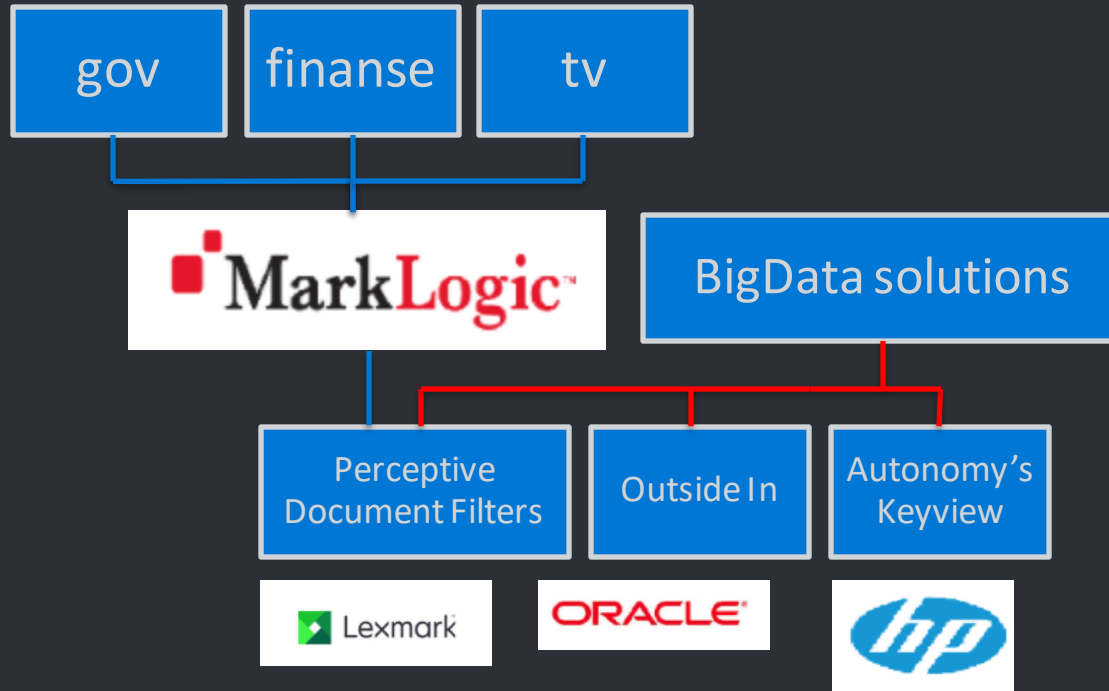 gov
finanse
tv
MarkLogic™
BigData solutions
Perceptive
Document Filters
Outside In
Autonomy’s
Keyview
Lexmark
ORACLE®
hp